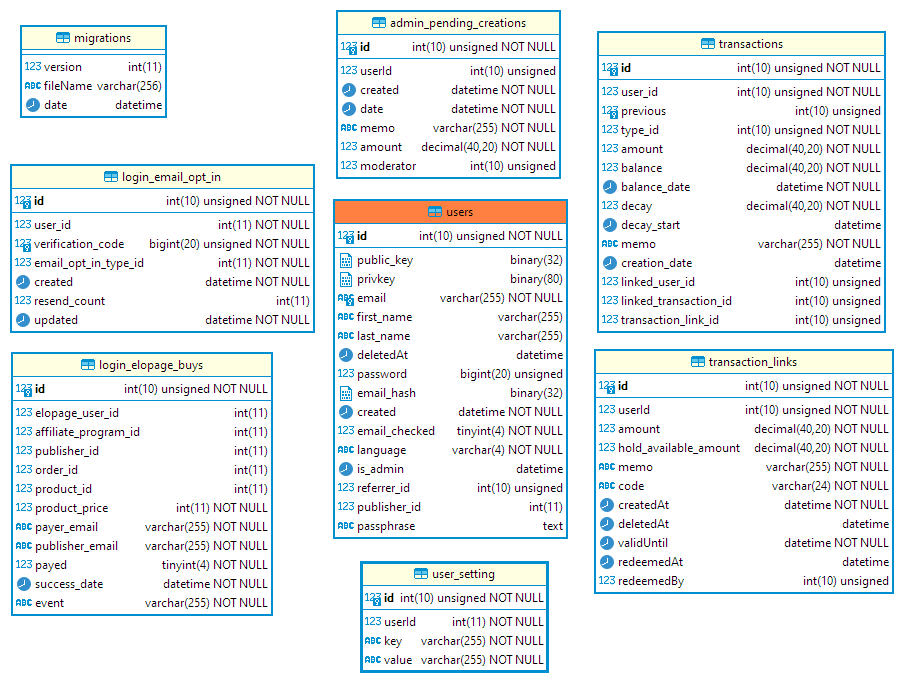 migrations
123 version int(11)
ABC fileName varchar(256)
date datetime
admin_pending_creations
123 id int(10) unsigned NOT NULL
123 userId int(10) unsigned
created datetime NOT NULL
date datetime NOT NULL
ABC memo varchar(255) NOT NULL
123 amount decimal(40,20) NOT NULL
123 moderator int(10) unsigned
transactions
123 id int(10) unsigned NOT NULL
123 user_id int(10) unsigned NOT NULL
123 previous int(10) unsigned
123 type_id int(10) unsigned NOT NULL
123 amount decimal(40,20) NOT NULL
123 balance decimal(40,20) NOT NULL
balance_date datetime NOT NULL
123 decay decimal(40,20) NOT NULL
decay_start datetime
ABC memo varchar(255) NOT NULL
creation_date datetime
123 linked_user_id int(10) unsigned
123 linked_transaction_id int(10) unsigned
123 transaction_link_id int(10) unsigned
login_email_opt_in
123 id int(10) unsigned NOT NULL
123 user_id int(11) NOT NULL
123 verification_code bigint(20) unsigned NOT NULL
123 email_opt_in_type_id int(11) NOT NULL
created datetime NOT NULL
123 resend_count int(11)
updated datetime NOT NULL
users
123 id int(10) unsigned NOT NULL
public_key binary(32)
privkey binary(80)
ABC email varchar(255) NOT NULL
ABC first_name varchar(255)
ABC last_name varchar(255)
deletedAt datetime
123 password bigint(20) unsigned
email_hash binary(32)
created datetime NOT NULL
123 email_checked tinyint(4) NOT NULL
ABC language varchar(4) NOT NULL
is_admin datetime
123 referrer_id int(10) unsigned
123 publisher_id int(11)
ABC passphrase text
login_elopage_buys
123 id int(10) unsigned NOT NULL
123 elopage_user_id int(11)
123 affiliate_program_id int(11)
123 publisher_id int(11)
123 order_id int(11)
123 product_id int(11)
123 product_price int(11) NOT NULL
ABC payer_email varchar(255) NOT NULL
ABC publisher_email varchar(255) NOT NULL
123 payed tinyint(4) NOT NULL
success_date datetime NOT NULL
ABC event varchar(255) NOT NULL
transaction_links
123 id int(10) unsigned NOT NULL
123 userId int(10) unsigned NOT NULL
123 amount decimal(40,20) NOT NULL
123 hold_available_amount decimal(40,20) NOT NULL
ABC memo varchar(255) NOT NULL
ABC code varchar(24) NOT NULL
createdAt datetime NOT NULL
deletedAt datetime
validUntil datetime NOT NULL
redeemedAt datetime
123 redeemedBy int(10) unsigned
user_setting
123 id int(10) unsigned NOT NULL
123 userId int(11) NOT NULL
ABC key varchar(255) NOT NULL
ABC value varchar(255) NOT NULL